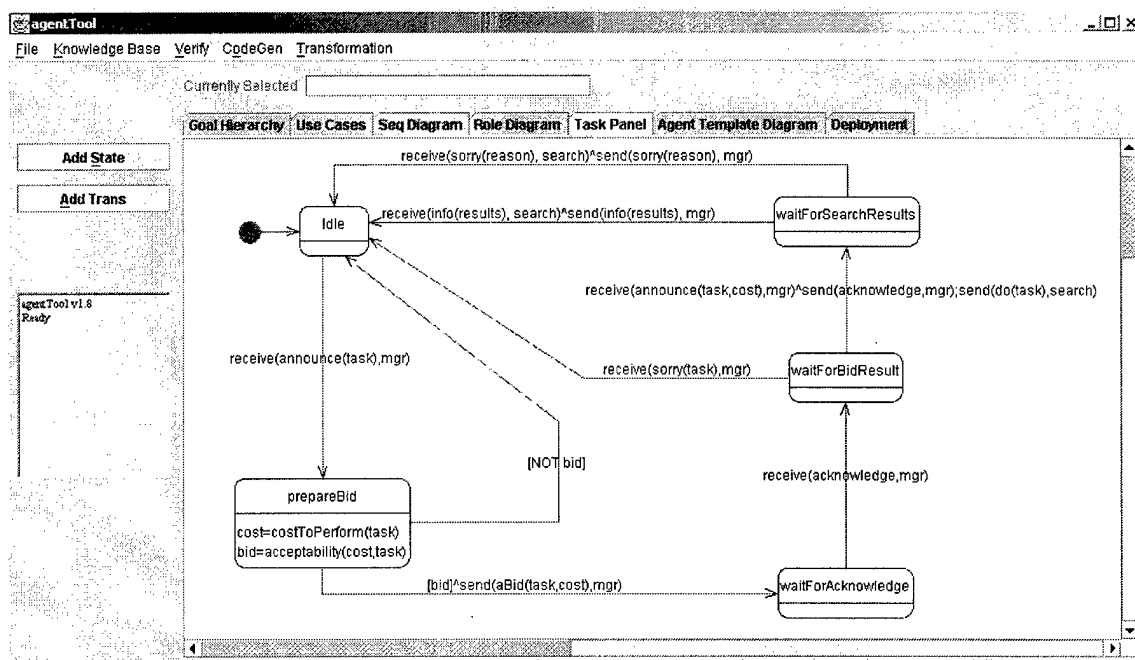 agentTool
File Knowledge Base Verify CodeGen Transformation
Currently Selected
Goal Hierarchy Use Cases Seq Diagram Role Diagram Task Panel Agent Template Diagram Deployment
Add State
Add Trans
agentTool v1.8
Ready
receive(sorry(reason), search)^send(sorry(reason), mgr)
Idle
receive(info(results), search)^send(info(results), mgr)
waitForSearchResults
receive(announce(task,cost),mgr)^send(acknowledge,mgr);send(do(task),search)
receive(announce(task),mgr)
receive(sorry(task),mgr)
waitForBidResult
[NOT bid]
receive(acknowledge,mgr)
prepareBid
cost=costToPerform(task)
bid=acceptability(cost,task)
[bid]^send(aBid(task,cost),mgr)
waitForAcknowledge